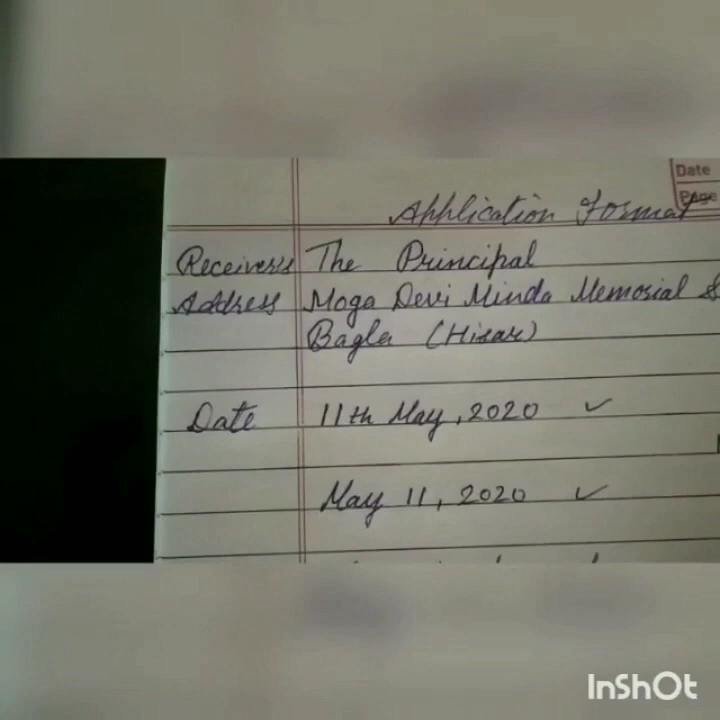 Date
Page
Application Format
Receiver's The Principal
Address Moga Devi Minda Memorial
Bagla (Hisar)
Date 11th May, 2020 ✓
May 11, 2020 ✓
InShOt